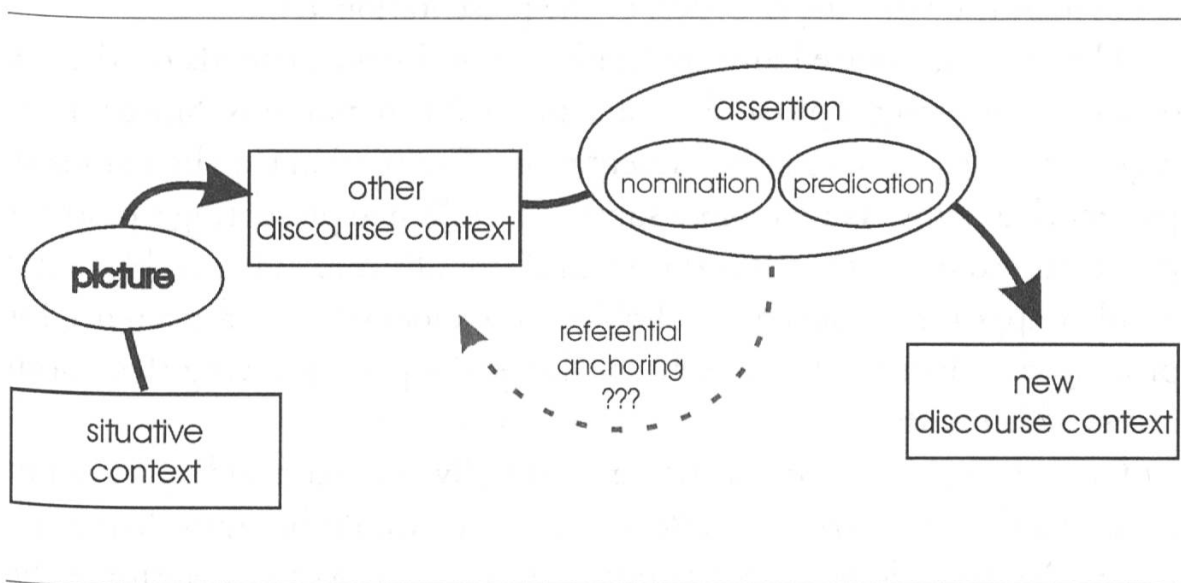 assertion
nomination
predication
other
discourse context
picture
referential
anchoring
???
new
discourse context
situative
context